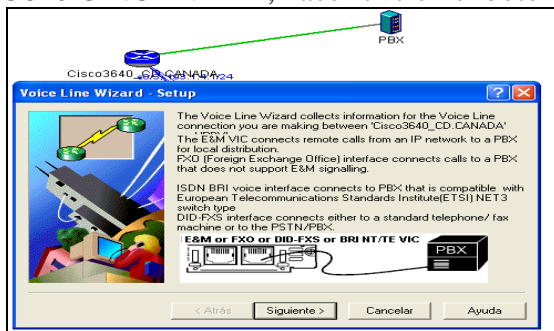 PBX
Cisco3640_CD.CANADA
Voice Line Wizard - Setup
The Voice Line Wizard collects information for the Voice Line
connection you are making between 'Cisco3640_CD.CANADA'
The E&M VIC connects remote calls from an IP network to a PBX
for local distribution.
FXO (Foreign Exchange Office) interface connects calls to a PBX
that does not support E&M signalling.
ISDN BRI voice interface connects to PBX that is compatible with
European Telecommunications Standards Institute(ETSI) NET3
switch type
DID-FXS interface connects either to a standard telephone/ fax
machine or to the PSTN/PBX.
E&M or FXO or DID-FXS or BRI NT/TE VIC
PBX
< Atrás
Siguiente >
Cancelar
Ayuda